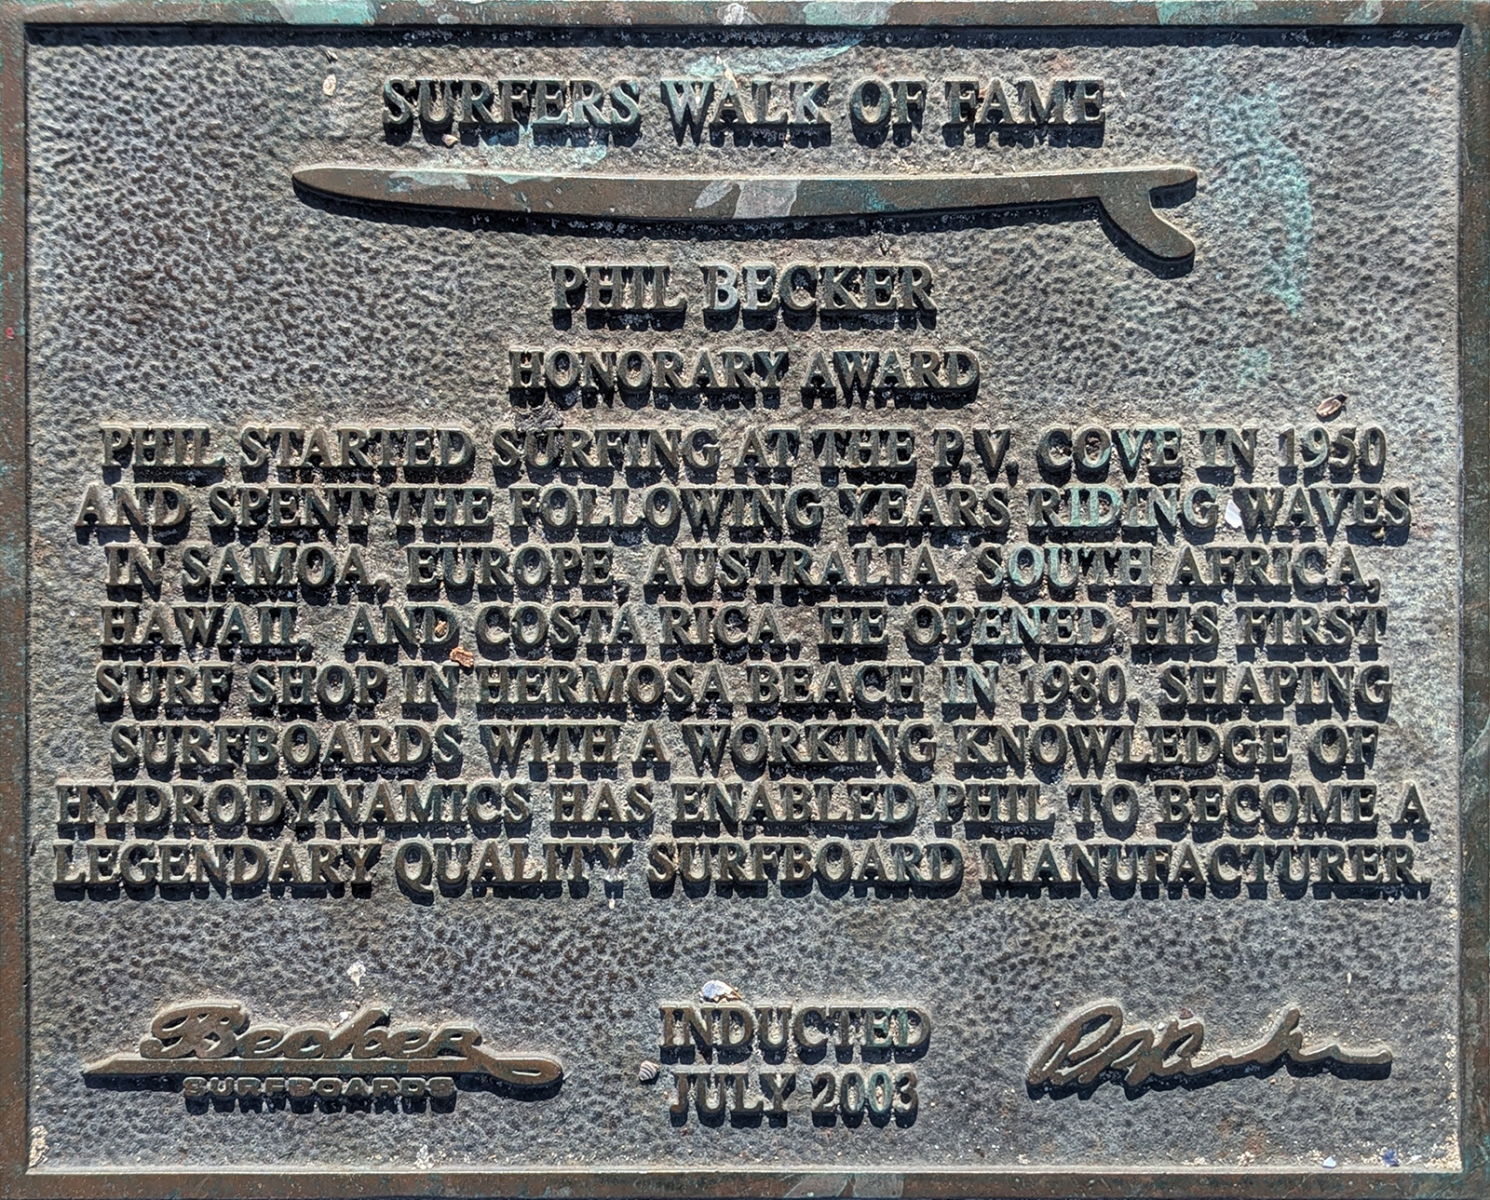 SURFERS WALK OF FAME
PHIL BECKER
HONORARY AWARD
PHIL STARTED SURFING AT THE P.V. COVE IN 1950
AND SPENT THE FOLLOWING YEARS RIDING WAVES
IN SAMOA, EUROPE, AUSTRALIA, SOUTH AFRICA,
HAWAII, AND COSTA RICA. HE OPENED HIS FIRST
SURF SHOP IN HERMOSA BEACH IN 1980, SHAPING
SURFBOARDS WITH A WORKING KNOWLEDGE OF
HYDRODYNAMICS HAS ENABLED PHIL TO BECOME A
LEGENDARY QUALITY SURFBOARD MANUFACTURER.
Becker
SURFBOARDS
INDUCTED
JULY 2003